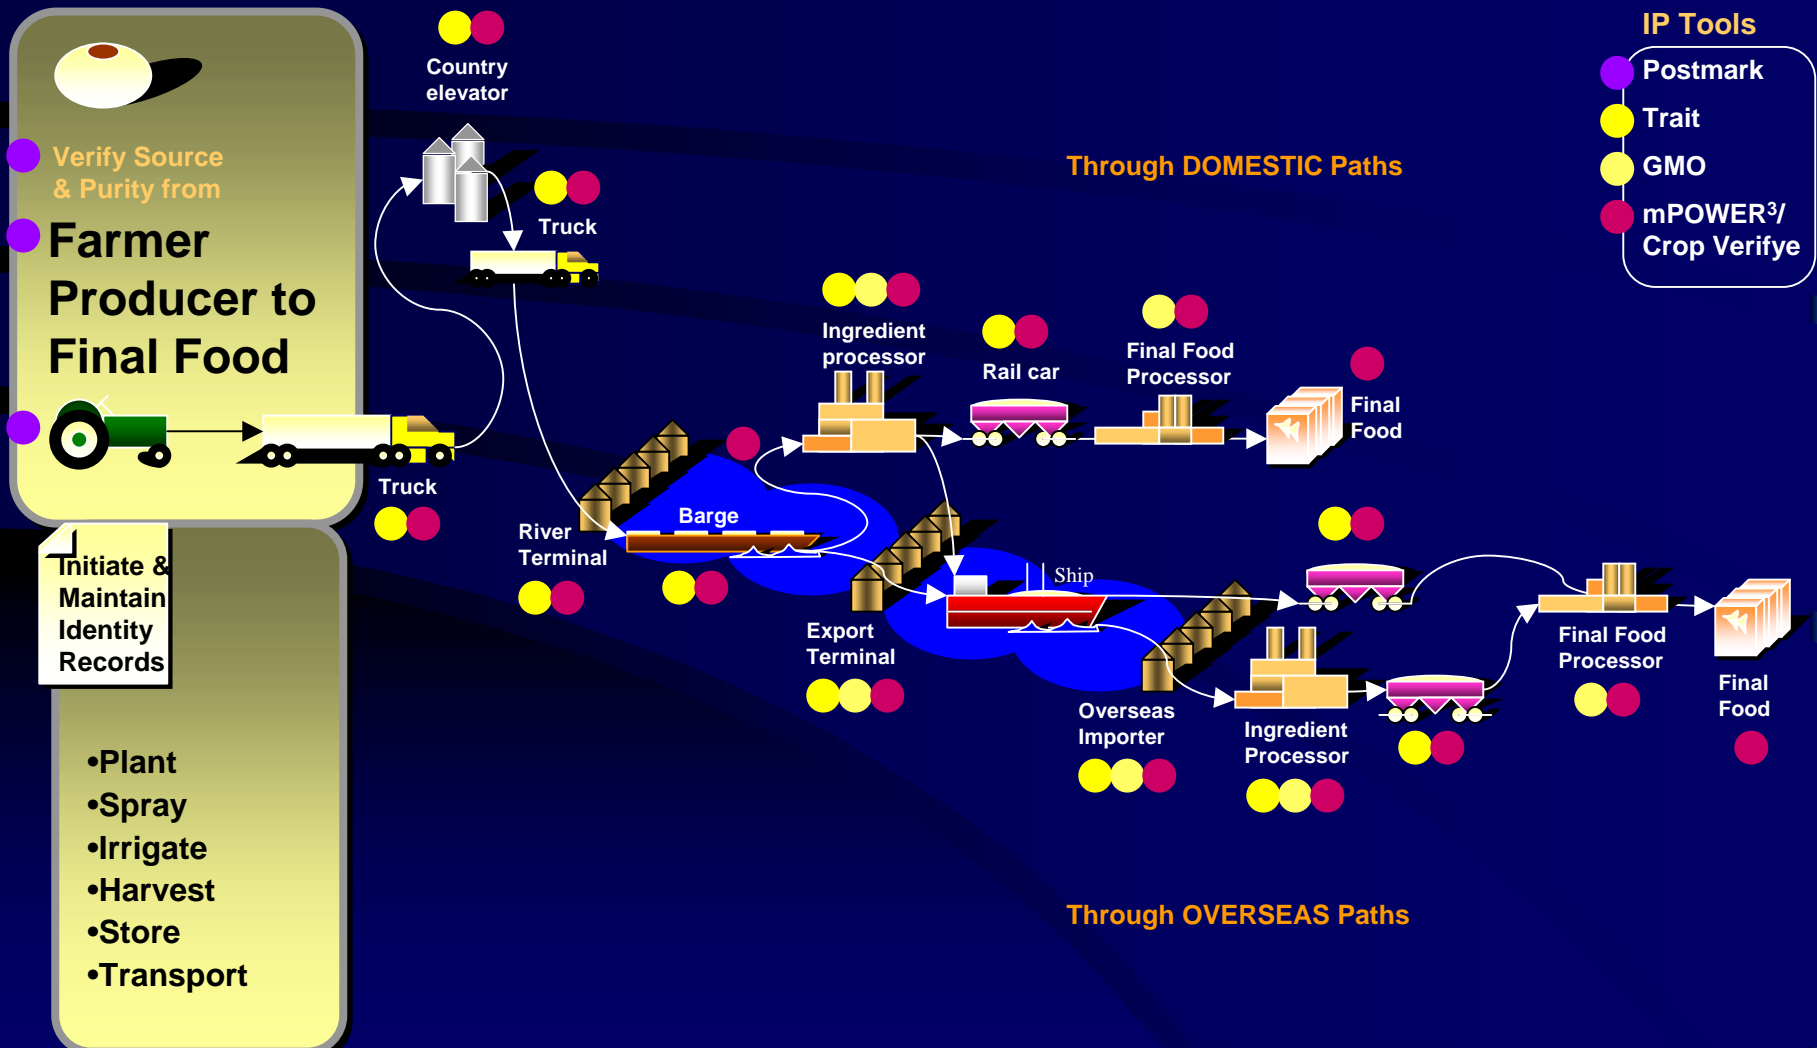 IP Tools
Postmark
Trait
GMO
mPOWER³/
Crop Verifye
Country
elevator
Verify Source
& Purity from
Farmer
Producer to
Final Food
Through DOMESTIC Paths
Truck
Ingredient
processor
Rail car
Final Food
Processor
Final
Food
Truck
River
Terminal
Barge
Ship
Initiate &
Maintain
Identity
Records
Export
Terminal
Overseas
Importer
Ingredient
Processor
Final Food
Processor
Final
Food
•Plant
•Spray
•Irrigate
•Harvest
•Store
•Transport
Through OVERSEAS Paths